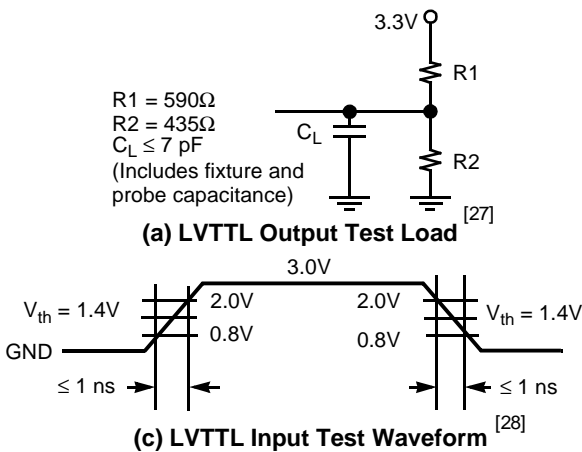 3.3V
R1
R1 = 590Ω
R2 = 435Ω
C_L ≤ 7 pF
(Includes fixture and
probe capacitance)
C_L
R2
(a) LVTTL Output Test Load [27]
3.0V
V_th = 1.4V
2.0V
2.0V
V_th = 1.4V
0.8V
0.8V
GND
≤ 1 ns
≤ 1 ns
(c) LVTTL Input Test Waveform [28]